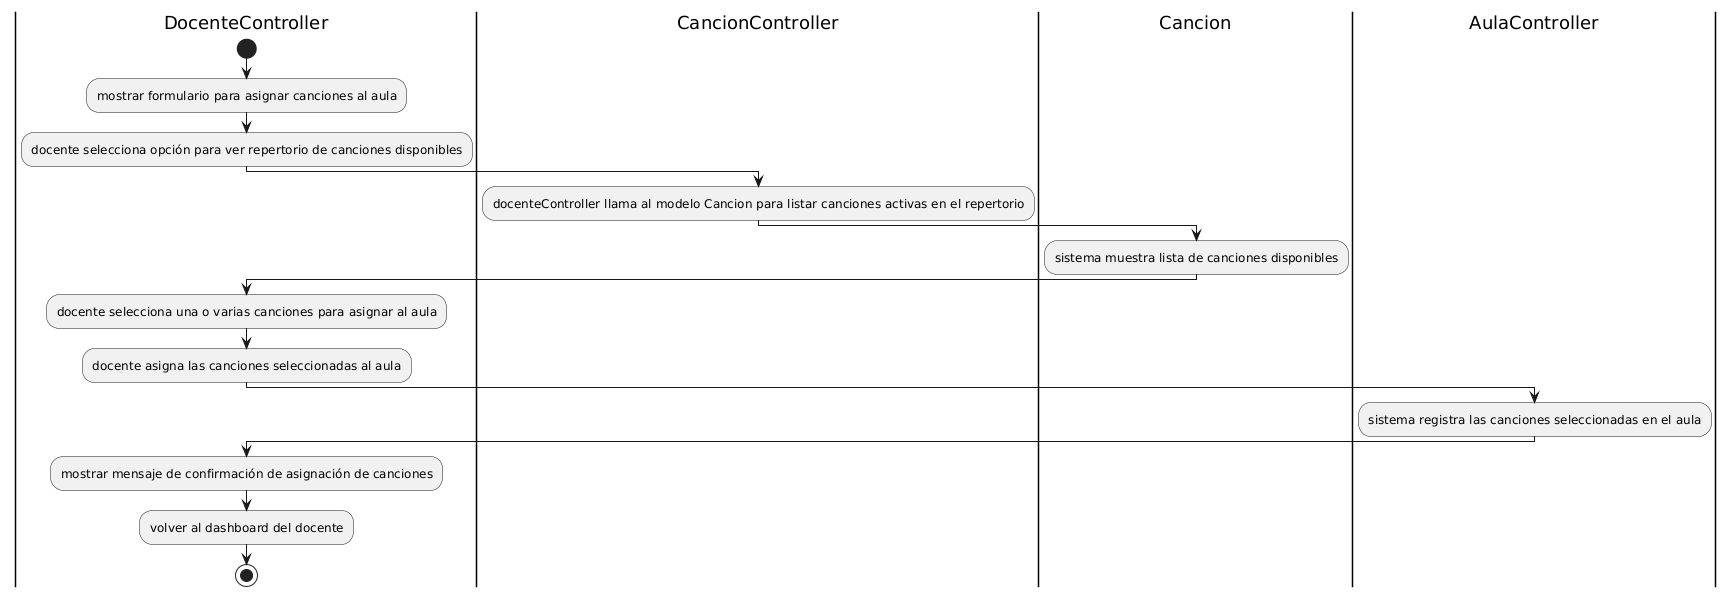 DocenteController
CancionController
Cancion
AulaController
mostrar formulario para asignar canciones al aula
docente selecciona opción para ver repertorio de canciones disponibles
docenteController llama al modelo Cancion para listar canciones activas en el repertorio
sistema muestra lista de canciones disponibles
docente selecciona una o varias canciones para asignar al aula
docente asigna las canciones seleccionadas al aula
sistema registra las canciones seleccionadas en el aula
mostrar mensaje de confirmación de asignación de canciones
volver al dashboard del docente